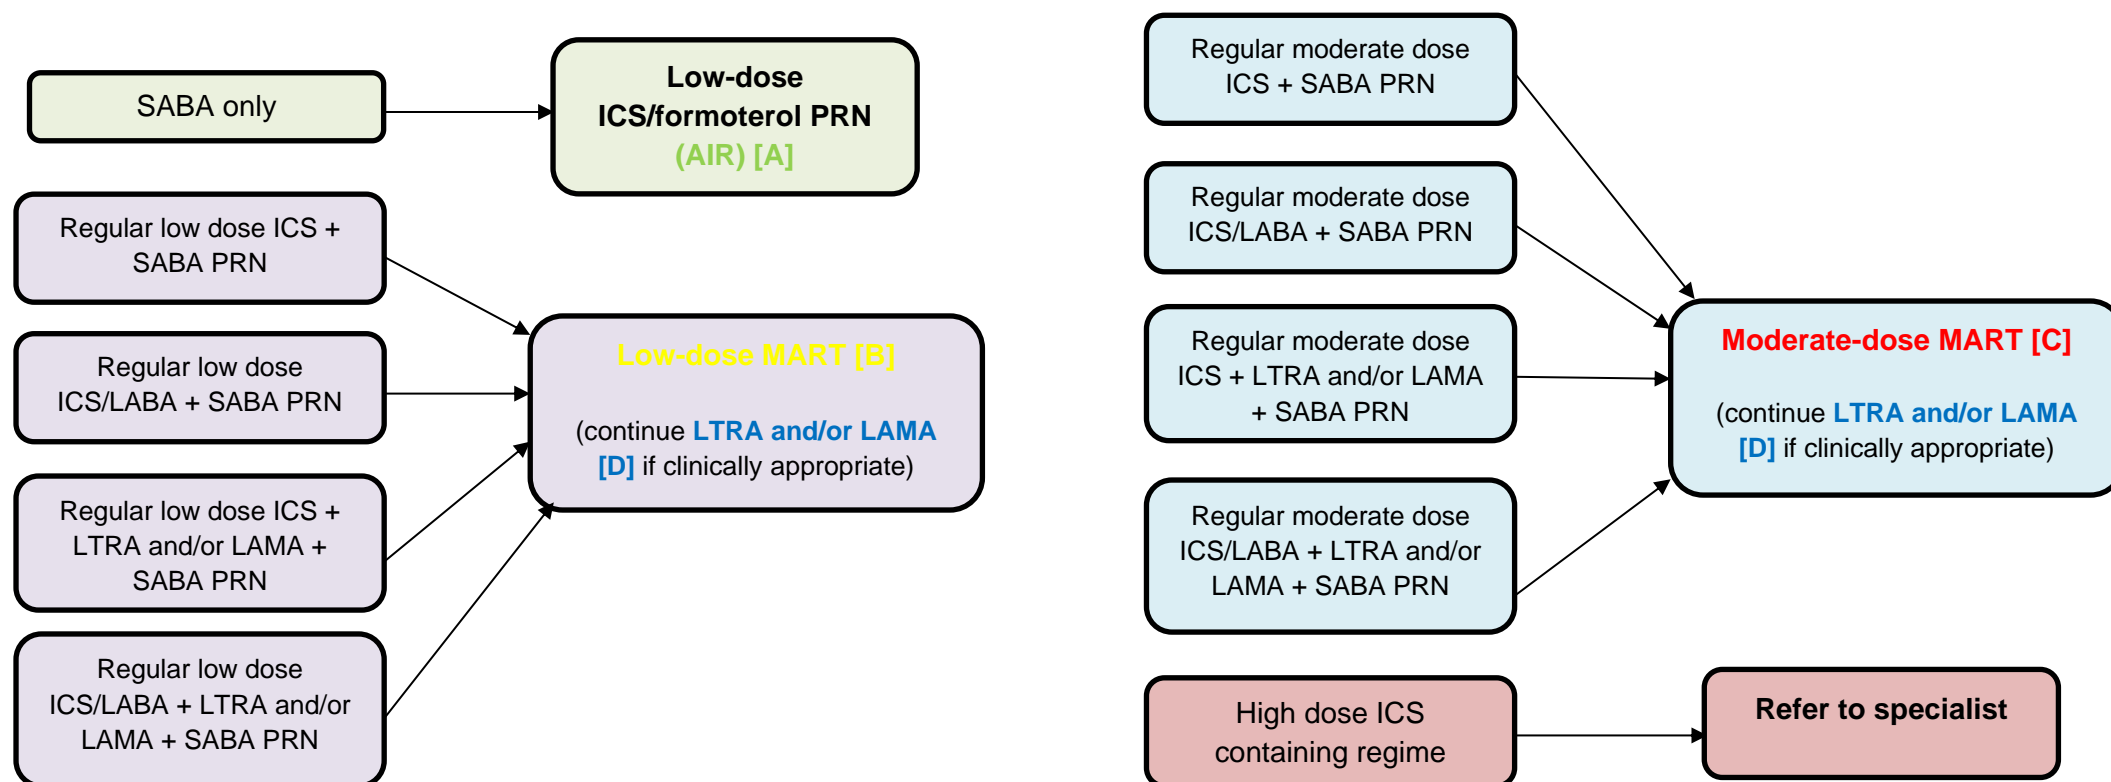 SABA only
Low-dose
ICS/formoterol PRN
(AIR) [A]
Regular low dose ICS +
SABA PRN
Regular low dose
ICS/LABA + SABA PRN
Regular low dose ICS +
LTRA and/or LAMA +
SABA PRN
Regular low dose
ICS/LABA + LTRA and/or
LAMA + SABA PRN
Low-dose MART [B]
(continue LTRA and/or LAMA
[D] if clinically appropriate)
Regular moderate dose
ICS + SABA PRN
Regular moderate dose
ICS/LABA + SABA PRN
Regular moderate dose
ICS + LTRA and/or LAMA
+ SABA PRN
Regular moderate dose
ICS/LABA + LTRA and/or
LAMA + SABA PRN
Moderate-dose MART [C]
(continue LTRA and/or LAMA
[D] if clinically appropriate)
High dose ICS
containing regime
Refer to specialist